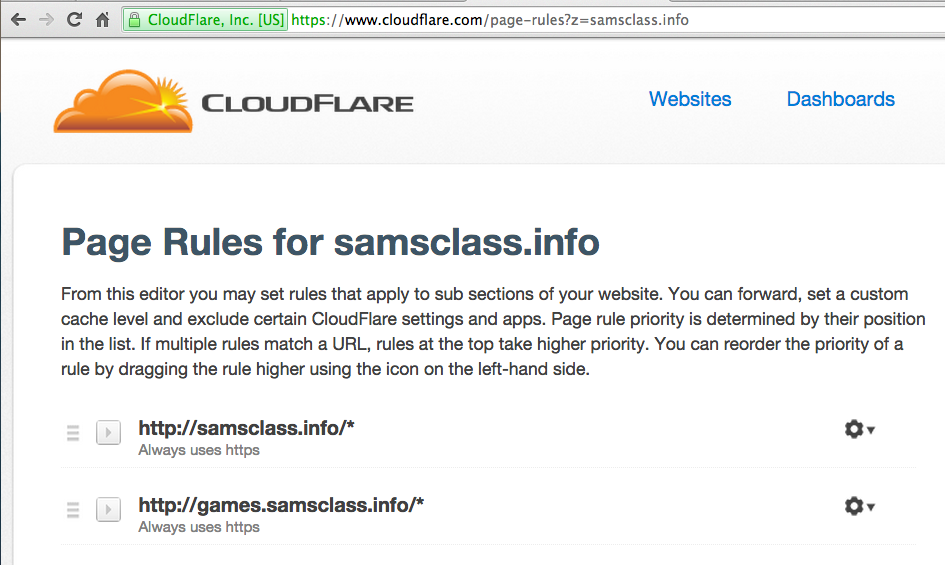 CloudFlare, Inc. [US] https://www.cloudflare.com/page-rules?z=samsclass.info
CLOUDFLARE
Websites
Dashboards
Page Rules for samsclass.info
From this editor you may set rules that apply to sub sections of your website. You can forward, set a custom
cache level and exclude certain CloudFlare settings and apps. Page rule priority is determined by their position
in the list. If multiple rules match a URL, rules at the top take higher priority. You can reorder the priority of a
rule by dragging the rule higher using the icon on the left-hand side.
http://samsclass.info/*
Always uses https
http://games.samsclass.info/*
Always uses https